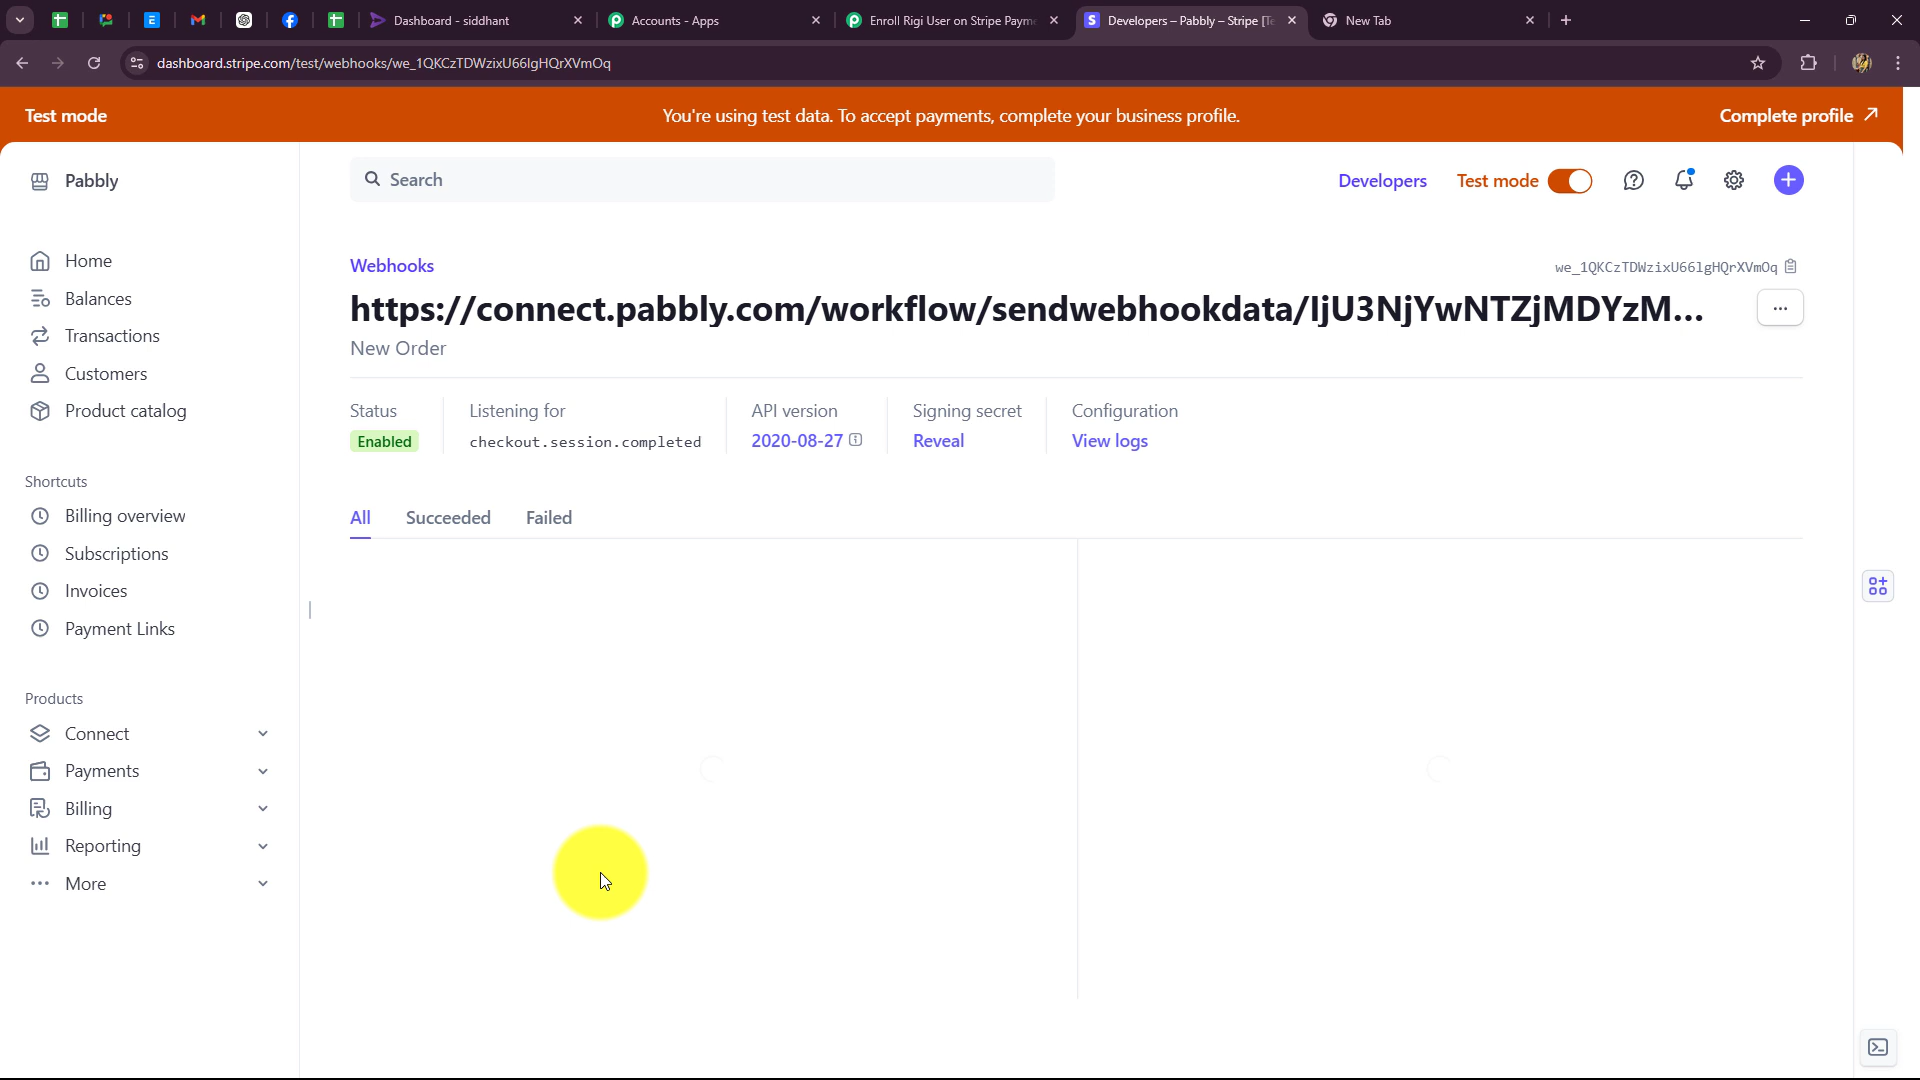 Dashboard - siddhant
Accounts - Apps
Enroll Rigi User on Stripe Payme
Developers – Pabbly – Stripe [Te
New Tab
dashboard.stripe.com/test/webhooks/we_1QKCzTDWzixU66lgHQrXVmOq
Test mode
You're using test data. To accept payments, complete your business profile.
Complete profile
Pabbly
Search
Developers
Test mode
Home
Balances
Transactions
Customers
Product catalog
Shortcuts
Billing overview
Subscriptions
Invoices
Payment Links
Products
Connect
Payments
Billing
Reporting
More
Webhooks
we_1QKCzTDWzixU66lgHQrXVmOq
https://connect.pabbly.com/workflow/sendwebhookdata/IjU3NjYwNTZjMDYzM...
New Order
Status
Enabled
Listening for
checkout.session.completed
API version
2020-08-27
Signing secret
Reveal
Configuration
View logs
All
Succeeded
Failed